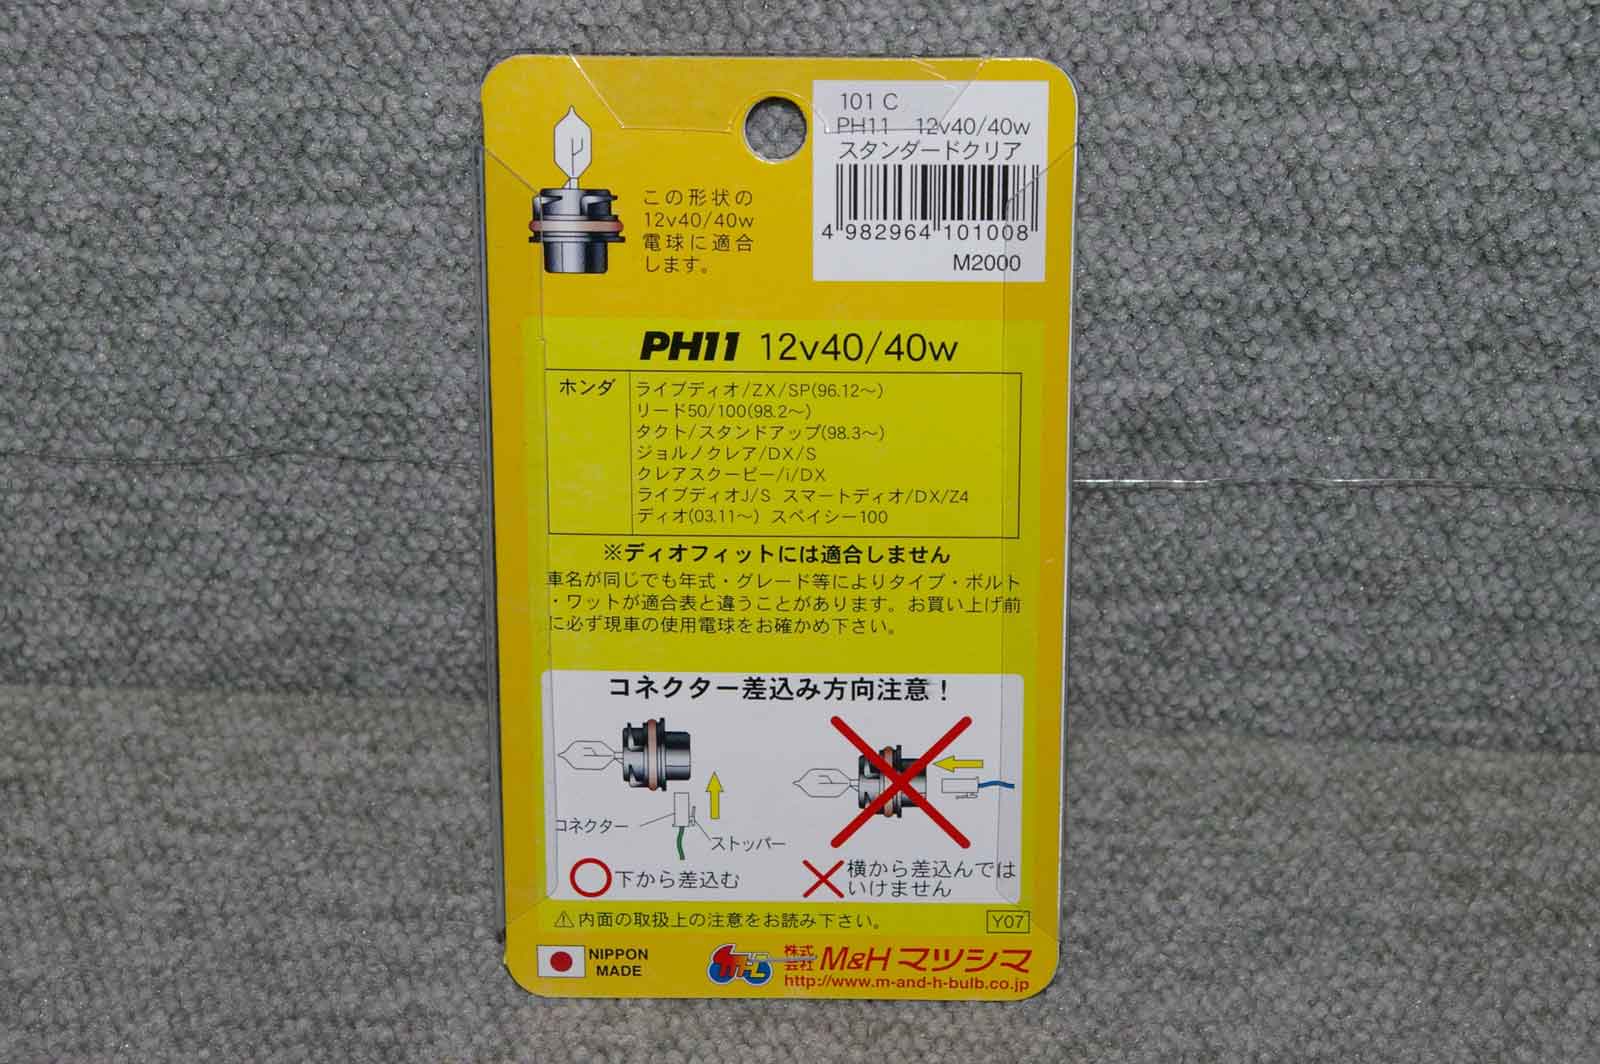 101 C
PH11 12v40/40w
スタンダードクリア
4 982964 101008
M2000
この形状の
12v40/40w
電球に適合
します。
PH11 12v40/40w
ホンダ
ライブディオ/ZX/SP(96.12〜)
リード50/100(98.2〜)
タクト/スタンドアップ(98.3〜)
ジョルノクレア/DX/S
クレアスクーピー/i/DX
ライブディオJ/S スマートディオ/DX/Z4
ディオ(03.11〜) スペイシー100
※ディオフィットには適合しません
車名が同じでも年式・グレード等によりタイプ・ボルト
・ワットが適合表と違うことがあります。お買い上げ前
に必ず現車の使用電球をお確かめ下さい。
コネクター差込み方向注意！
コネクター
ストッパー
下から差込む
横から差込んでは
いけません
⚠内面の取扱上の注意をお読み下さい。
Y07
NIPPON
MADE
株式
会社 M&H マツシマ
http://www.m-and-h-bulb.co.jp